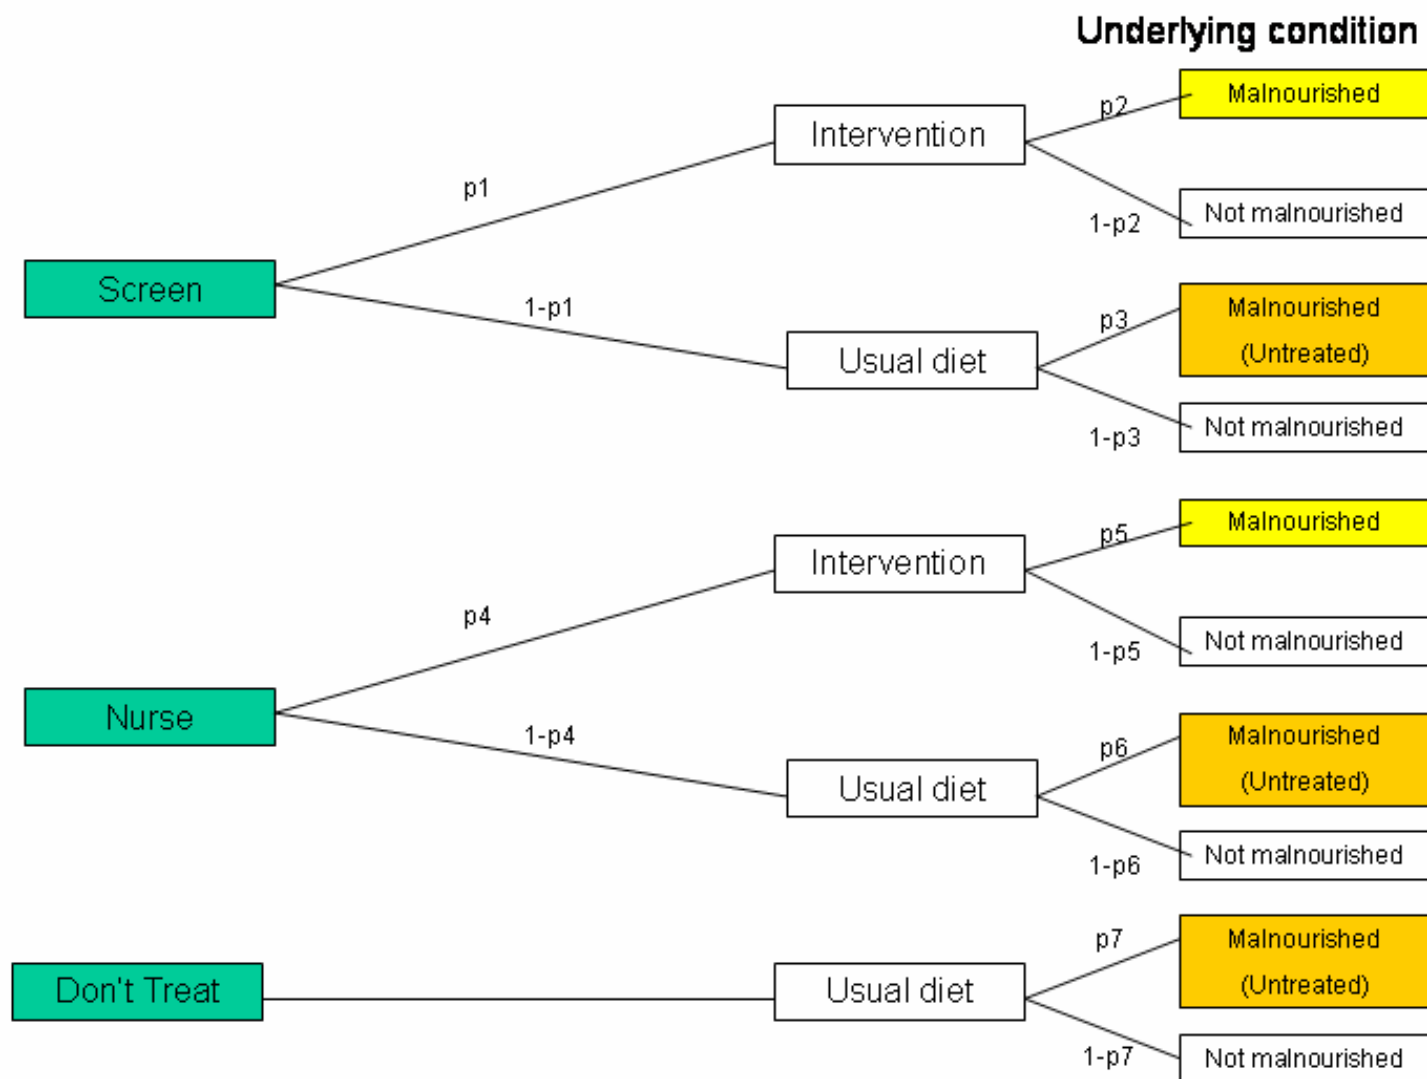 Underlying condition
Malnourished
p2
Intervention
p1
Not malnourished
1-p2
Screen
Malnourished
(Untreated)
1-p1
p3
Usual diet
Not malnourished
1-p3
Malnourished
p5
Intervention
p4
Not malnourished
1-p5
Nurse
Malnourished
(Untreated)
1-p4
p6
Usual diet
Not malnourished
1-p6
Malnourished
(Untreated)
p7
Don't Treat
Usual diet
Not malnourished
1-p7